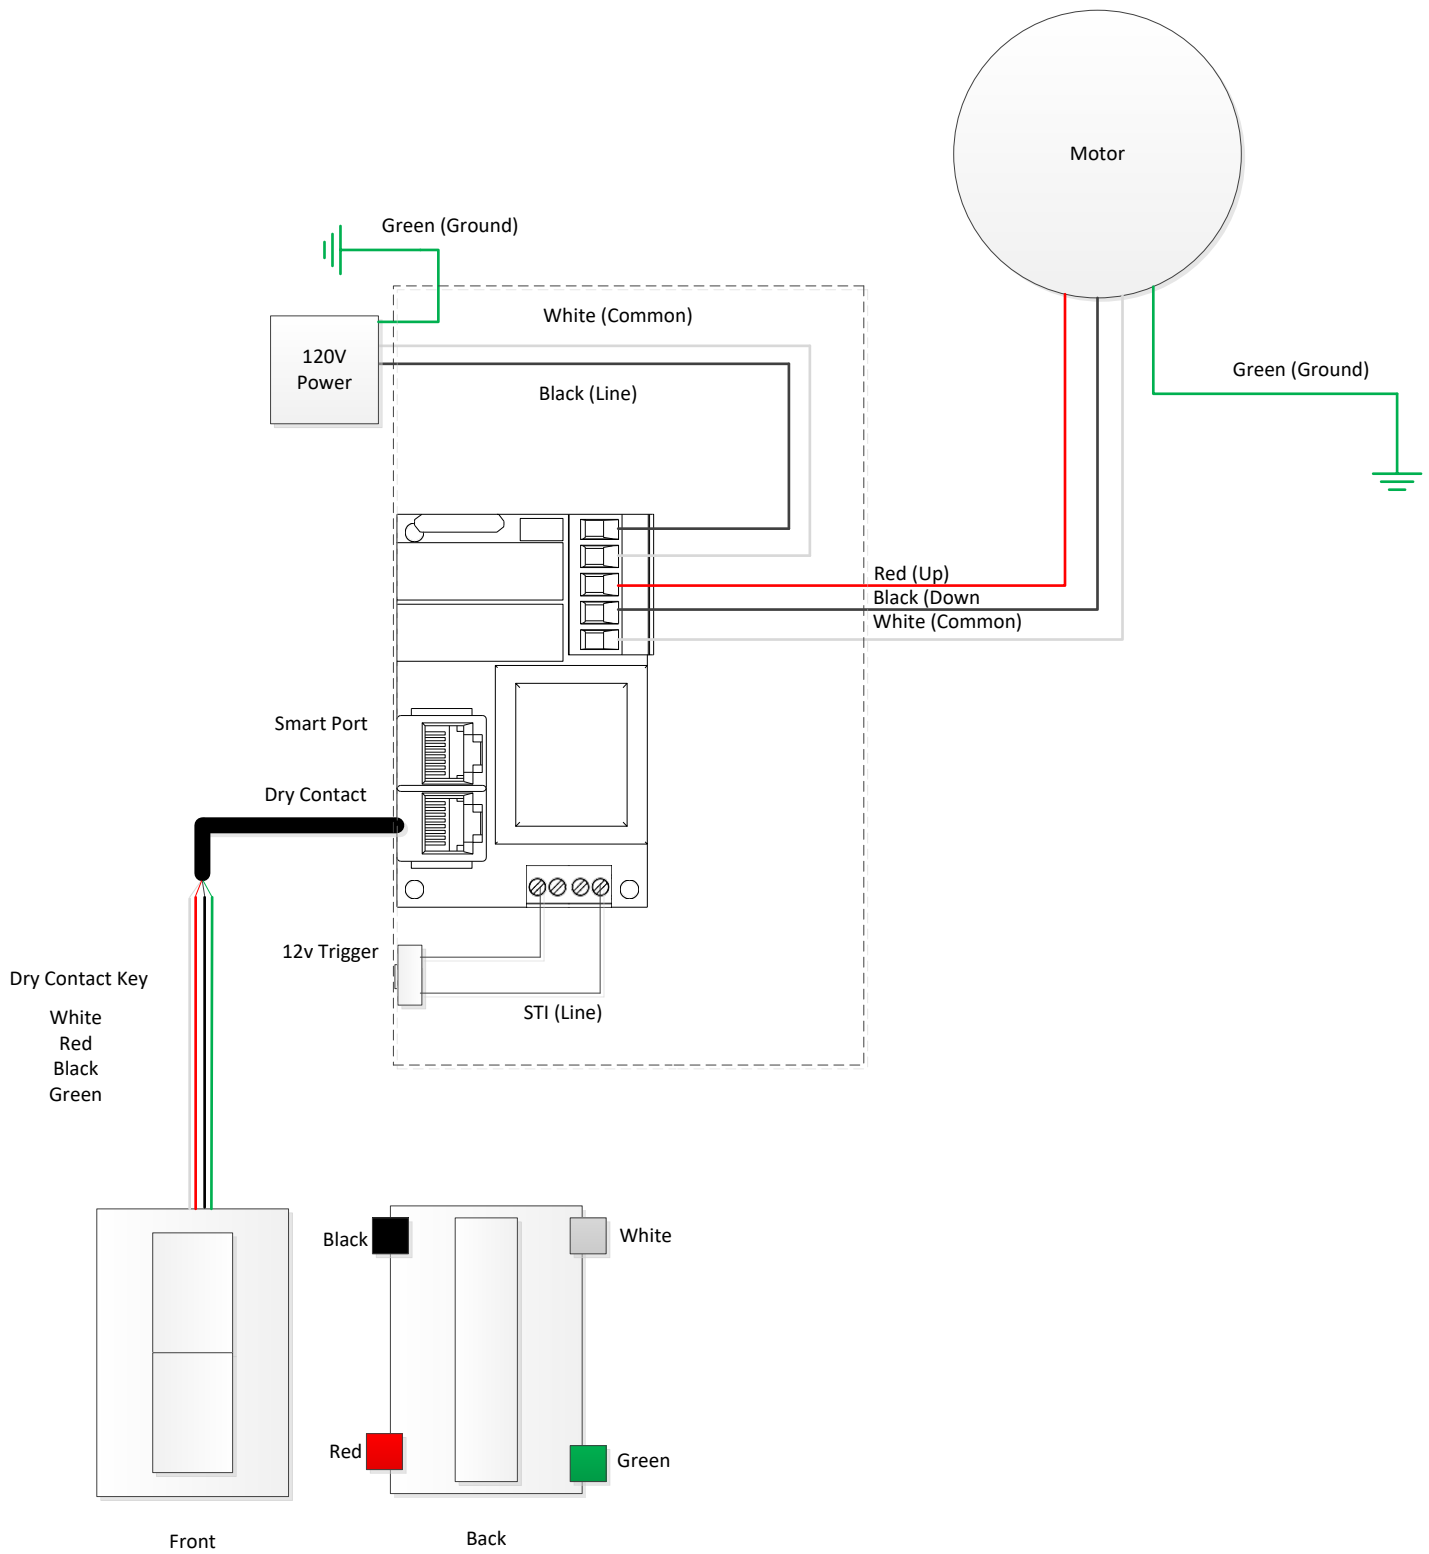 Motor
Green (Ground)
White (Common)
120V
Power
Black (Line)
Green (Ground)
Red (Up)
Black (Down
White (Common)
Smart Port
Dry Contact
12v Trigger
Dry Contact Key
STI (Line)
White
Red
Black
Green
Black
White
Red
Green
Front
Back